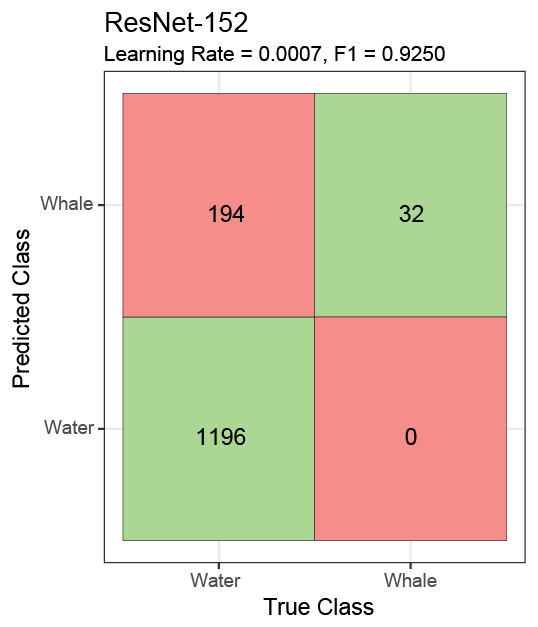 ResNet-152
Learning Rate = 0.0007, F1 = 0.9250
Predicted Class
Whale
194
32
Water
1196
0
Water
Whale
True Class